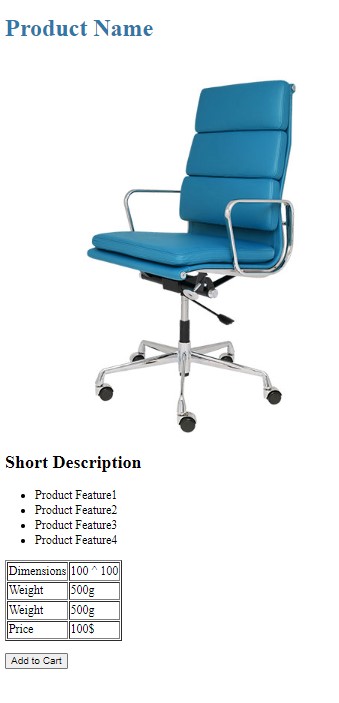 Product Name
Short Description
Product Feature1
Product Feature2
Product Feature3
Product Feature4
Dimensions 100 ^ 100
Weight 500g
Weight 500g
Price 100$
Add to Cart